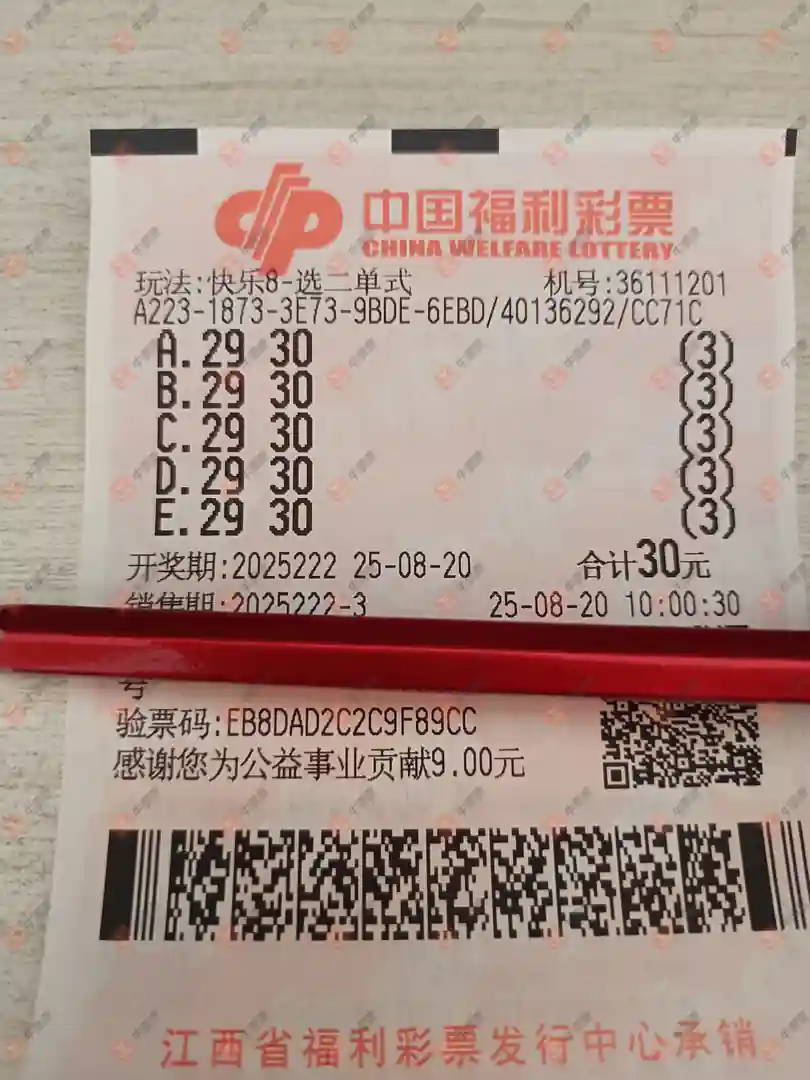 中国福利彩票
CHINA WELFARE LOTTERY
玩法:快乐8-选二单式 机号:36111201
A223-1873-3E73-9BDE-6EBD/40136292/CC71C
A.29 30 (3)
B.29 30 (3)
C.29 30 (3)
D.29 30 (3)
E.29 30 (3)
开奖期:2025222 25-08-20 合计30元
销售期:2025222-3 25-08-20 10:00:30
号
验票码:EB8DAD2C2C9F89CC
感谢您为公益事业贡献9.00元
江西省福利彩票发行中心承销